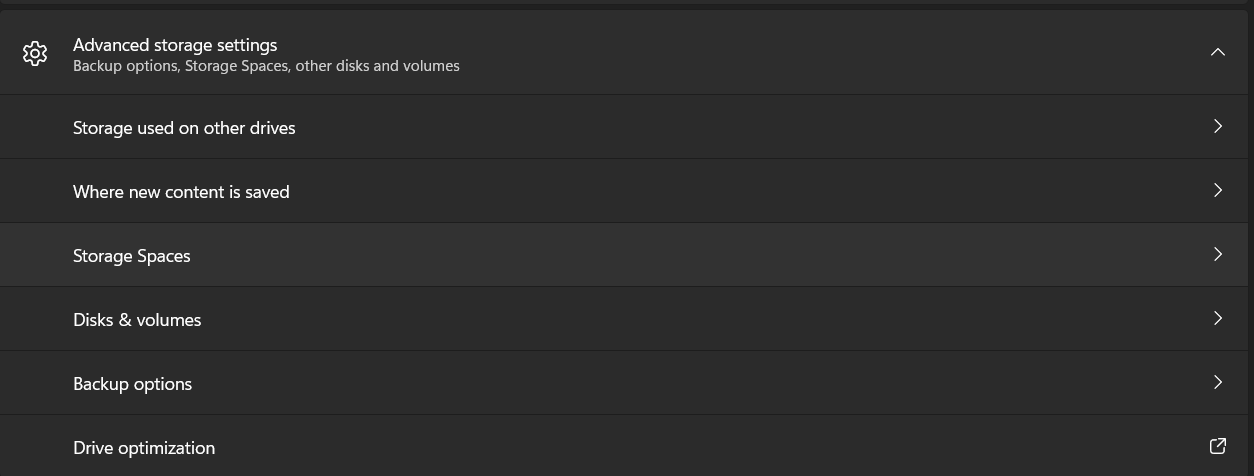 Advanced storage settings
Backup options, Storage Spaces, other disks and volumes
Storage used on other drives
Where new content is saved
Storage Spaces
Disks & volumes
Backup options
Drive optimization